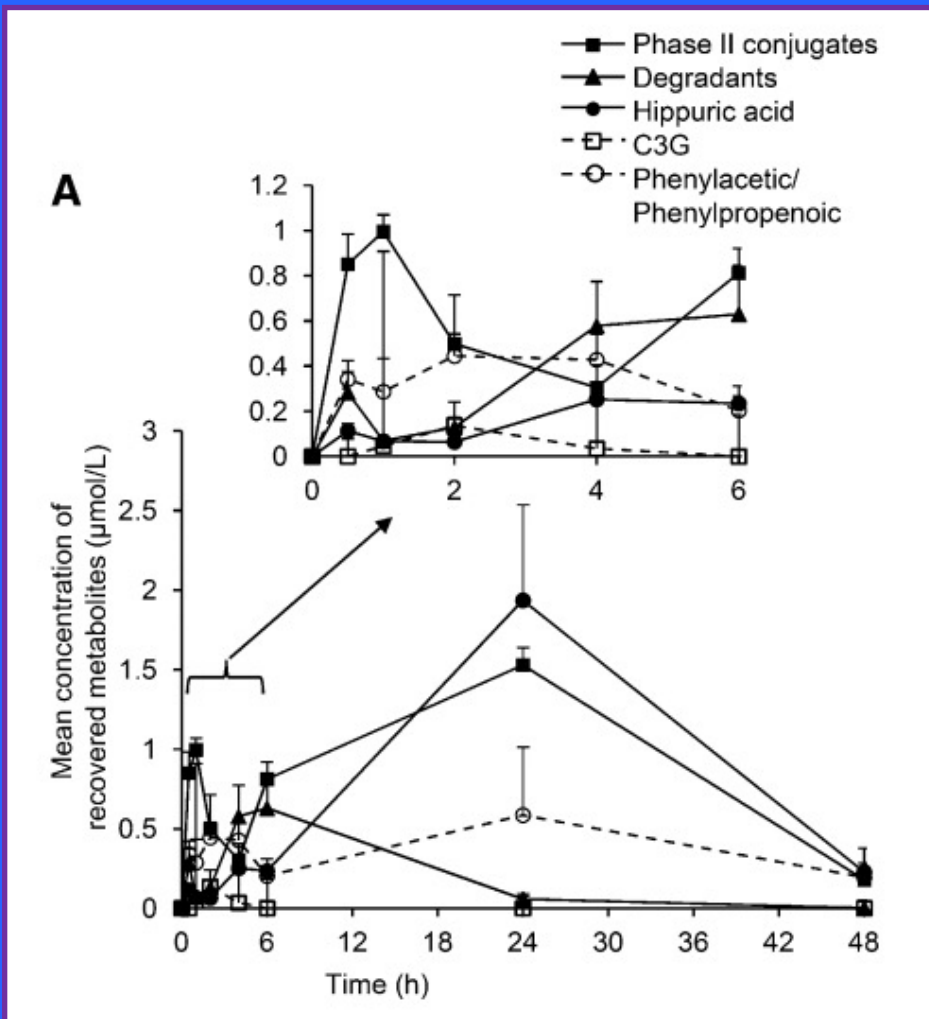 Phase II conjugates
Degradants
Hippuric acid
C3G
Phenylacetic/
Phenylpropenoic
A
1.2
1
0.8
0.6
0.4
0.2
0
0 2 4 6
Mean concentration of
recovered metabolites (µmol/L)
3
2.5
2
1.5
1
0.5
0
0 6 12 18 24 30 36 42 48
Time (h)